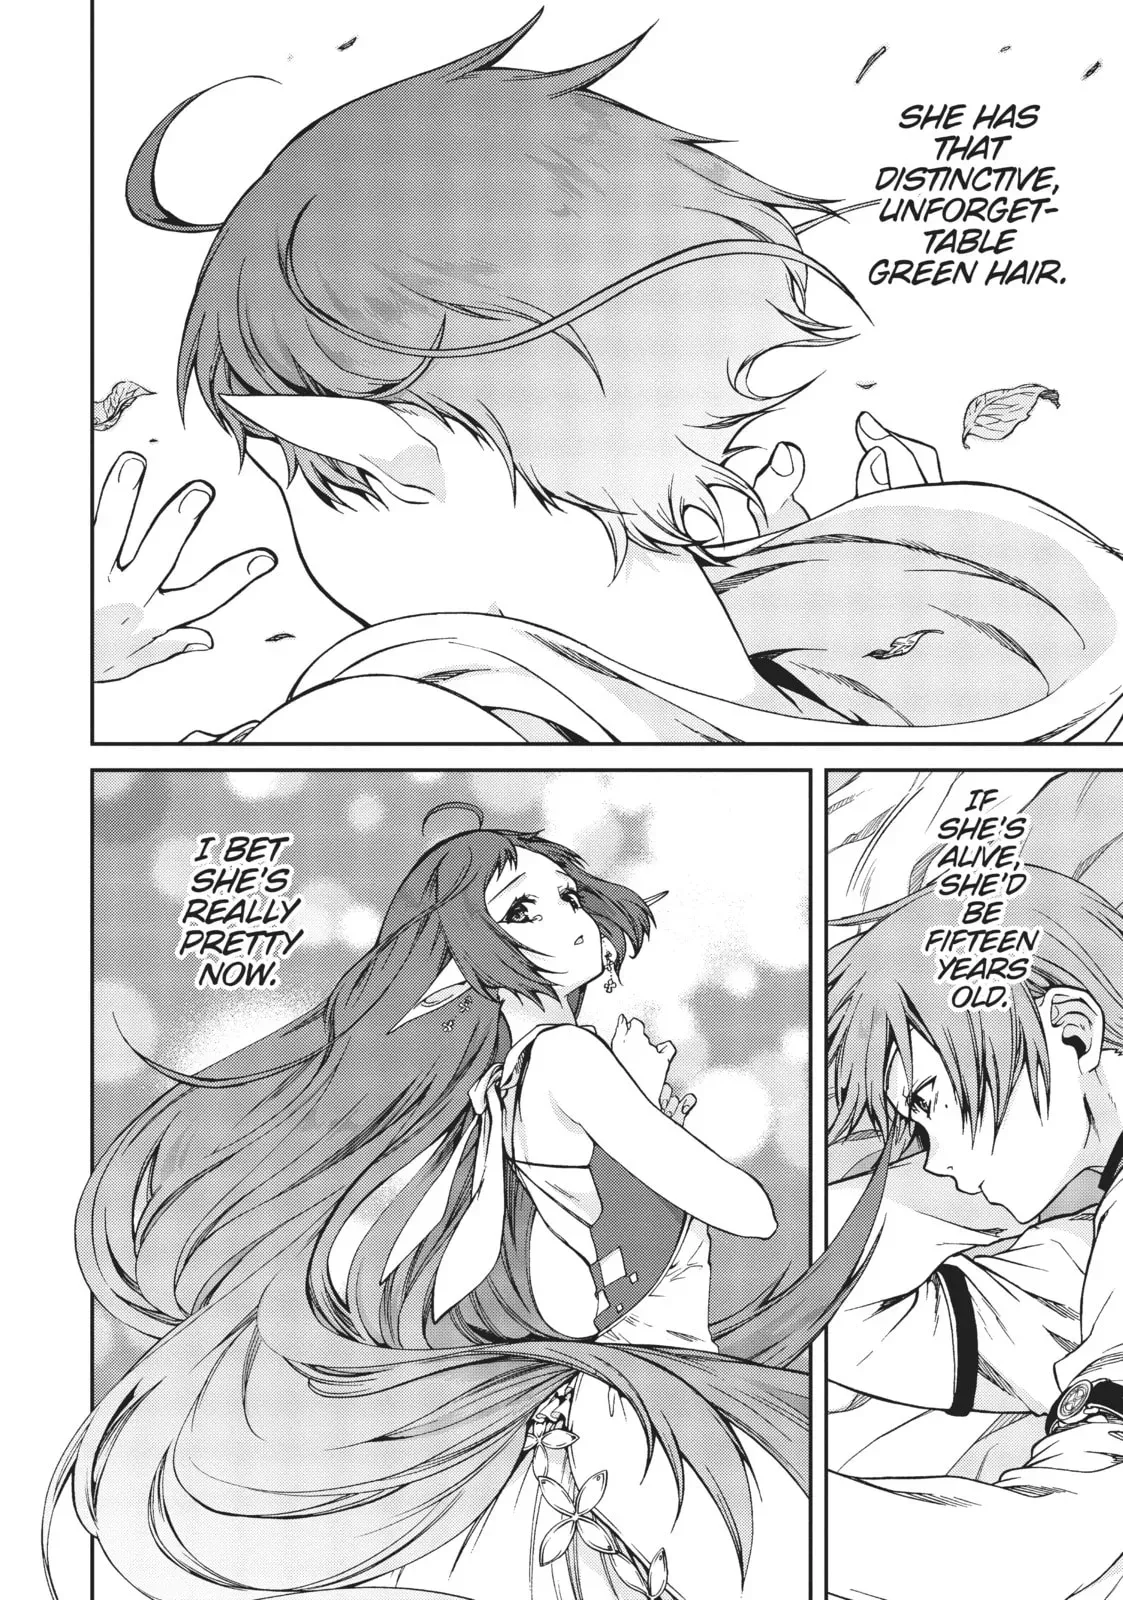 SHE HAS
THAT
DISTINCTIVE,
UNFORGET-
TABLE
GREEN HAIR.
IF
SHE'S
ALIVE,
SHE'D
BE
FIFTEEN
YEARS
OLD.
I BET
SHE'S
REALLY
PRETTY
NOW.